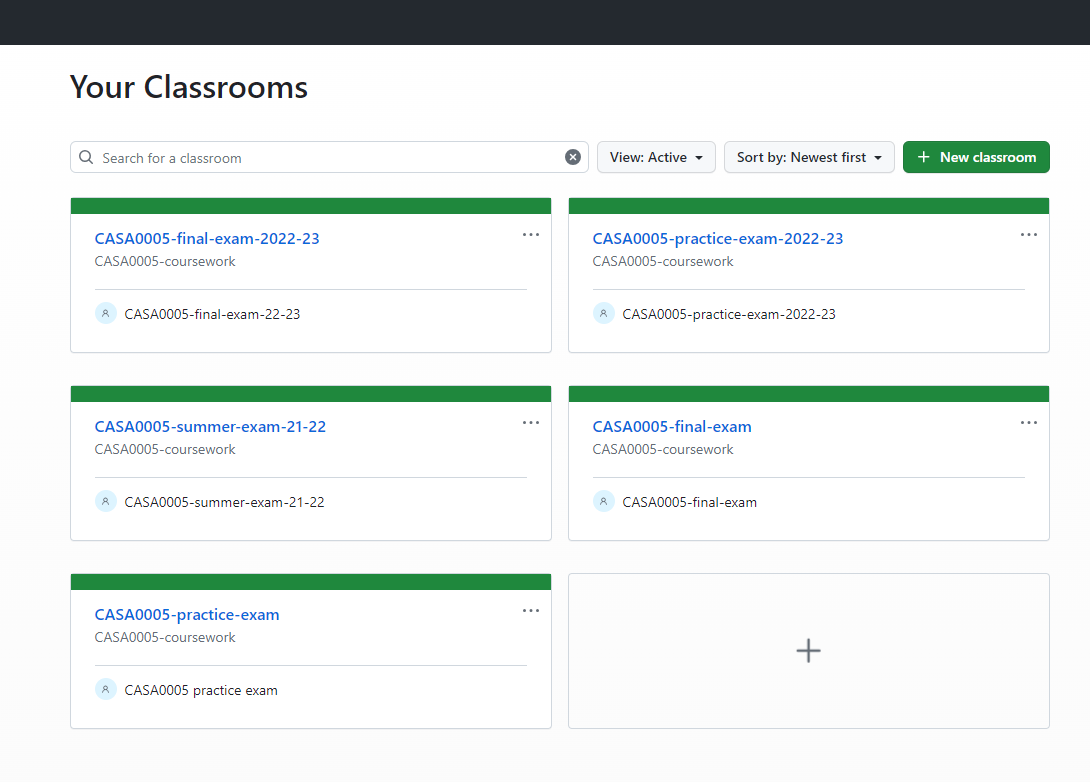 Your Classrooms
Search for a classroom
View: Active
Sort by: Newest first
New classroom
CASA0005-final-exam-2022-23
CASA0005-coursework
CASA0005-final-exam-22-23
CASA0005-practice-exam-2022-23
CASA0005-coursework
CASA0005-practice-exam-2022-23
CASA0005-summer-exam-21-22
CASA0005-coursework
CASA0005-summer-exam-21-22
CASA0005-final-exam
CASA0005-coursework
CASA0005-final-exam
CASA0005-practice-exam
CASA0005-coursework
CASA0005 practice exam